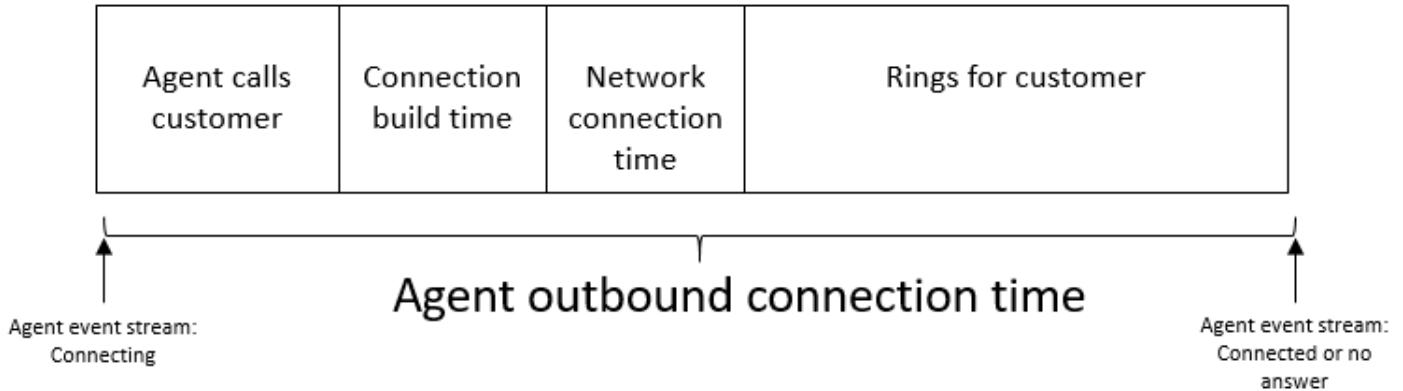 Agent calls
customer
Connection
build time
Network
connection
time
Rings for customer
Agent outbound connection time
Agent event stream:
Connecting
Agent event stream:
Connected or no
answer